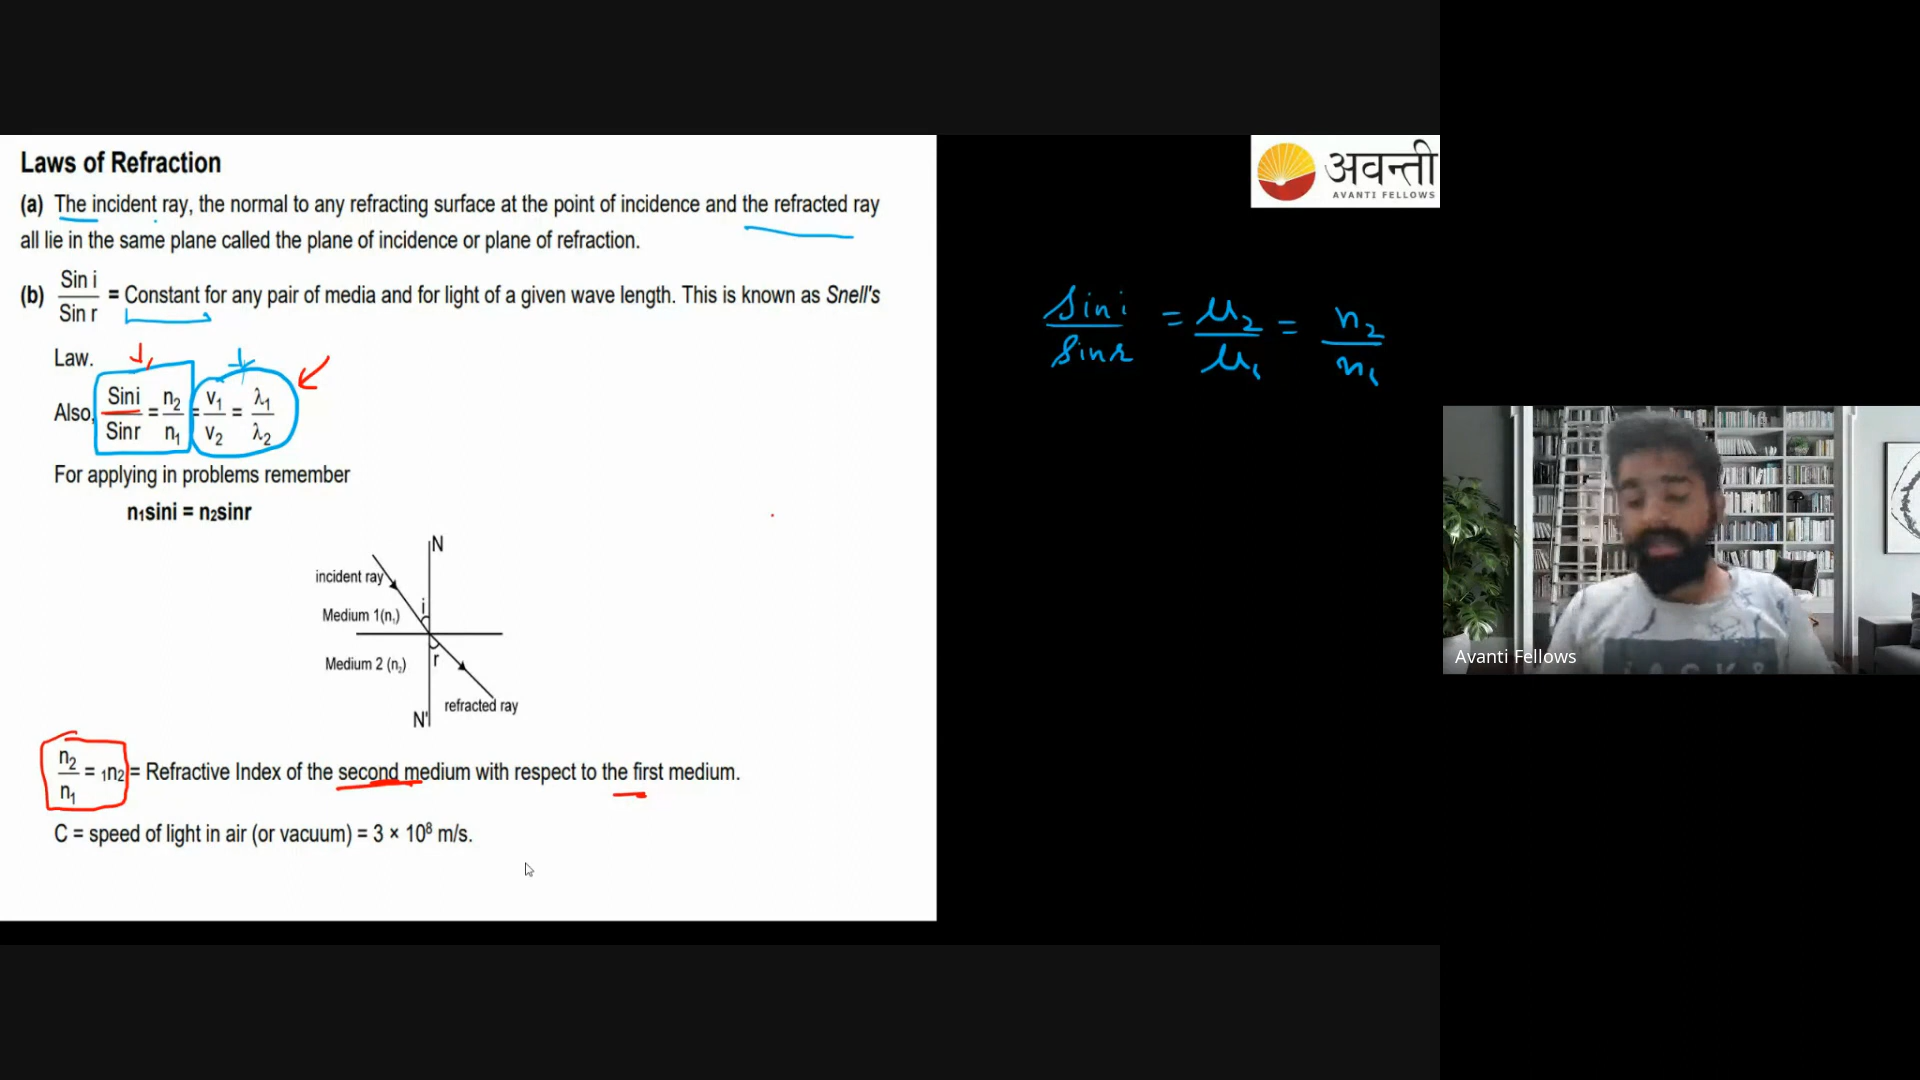 Laws of Refraction
(a) The incident ray, the normal to any refracting surface at the point of incidence and the refracted ray
all lie in the same plane called the plane of incidence or plane of refraction.
(b) Sin i / Sin r = Constant for any pair of media and for light of a given wave length. This is known as Snell's
Law.
Also, Sini / Sinr = n₂ / n₁ = v₁ / v₂ = λ₁ / λ₂
For applying in problems remember
n₁sini = n₂sinr
N
incident ray
i
Medium 1(n₁)
Medium 2 (n₂)
r
refracted ray
N'
n₂ / n₁ = ₁n₂ = Refractive Index of the second medium with respect to the first medium.
C = speed of light in air (or vacuum) = 3 × 10⁸ m/s.
अवन्ती
AVANTI FELLOWS
sin i / sin r = μ₂ / μ₁ = n₂ / n₁
Avanti Fellows